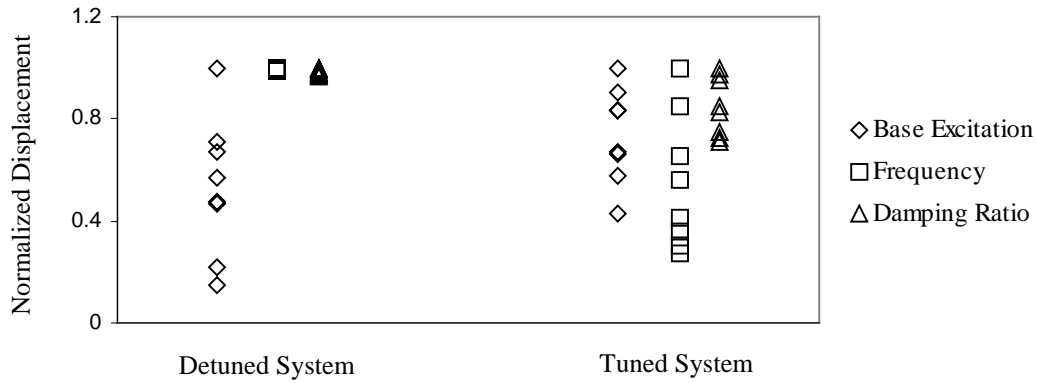 1.2
0.8
0.4
0
Normalized Displacement
Detuned System
Tuned System
Base Excitation
Frequency
Damping Ratio